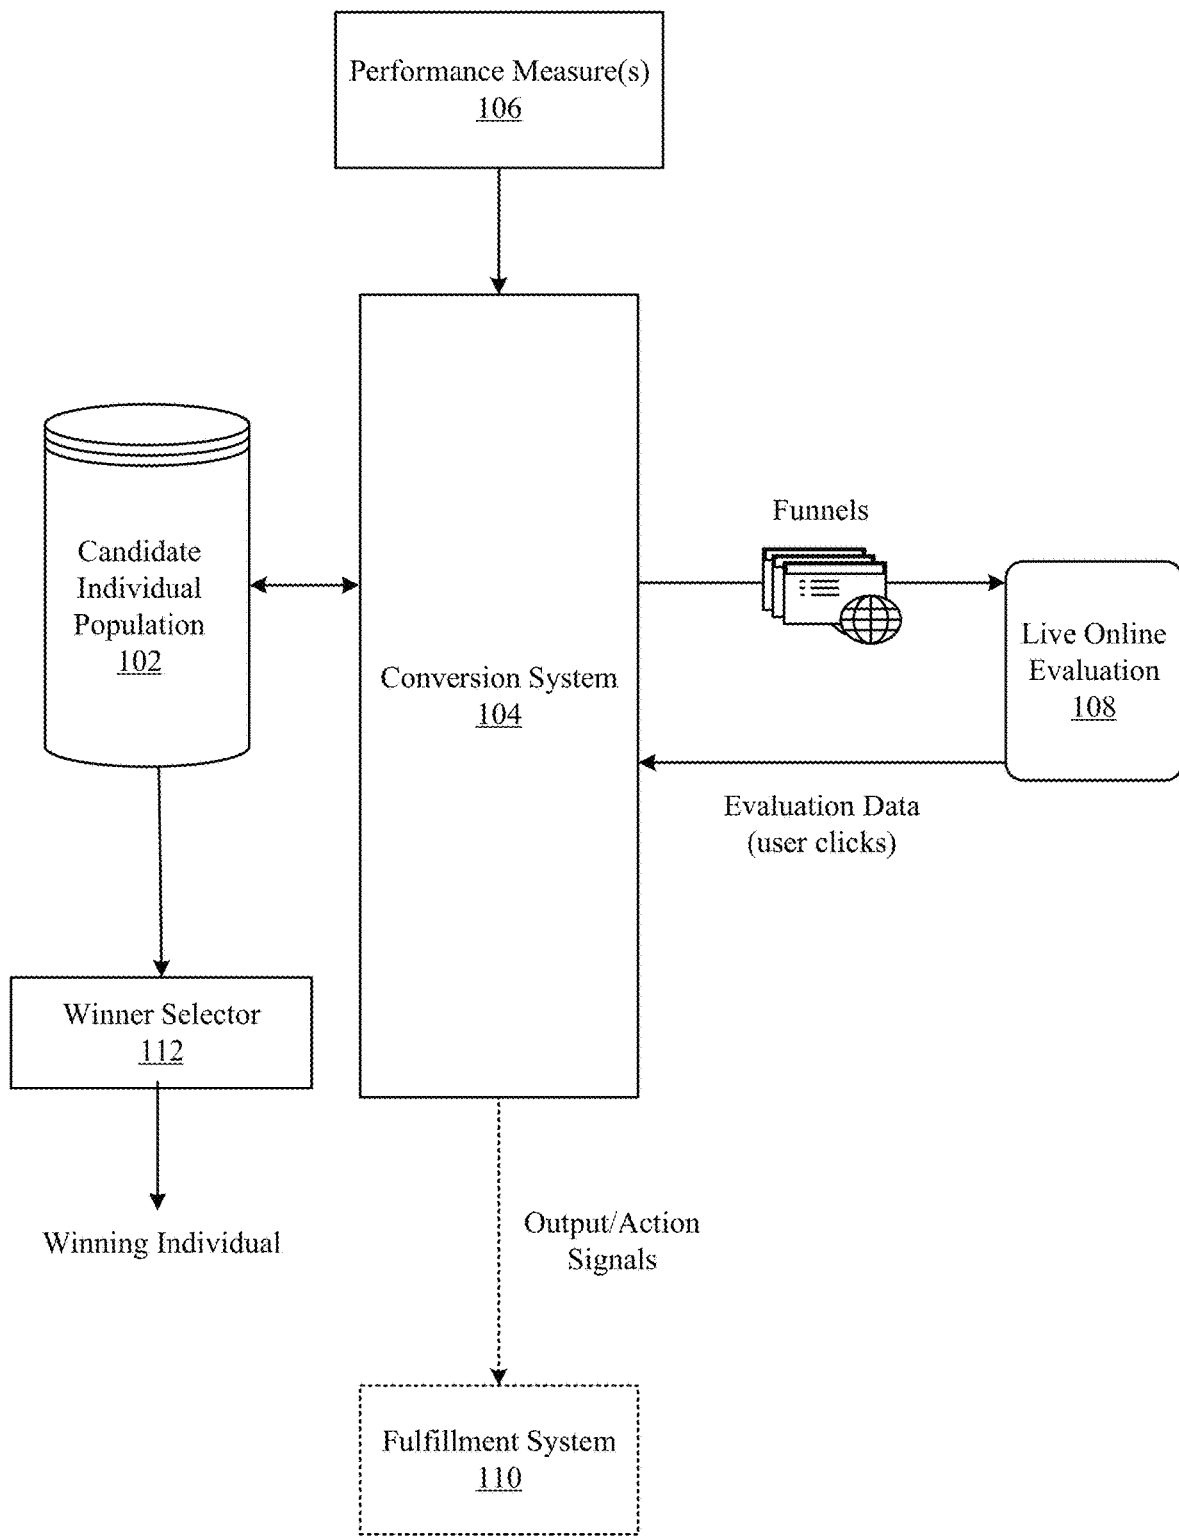 Performance Measure(s)
106
Funnels
Candidate
Individual
Population
102
Conversion System
104
Live Online
Evaluation
108
Evaluation Data
(user clicks)
Winner Selector
112
Winning Individual
Output/Action
Signals
Fulfillment System
110